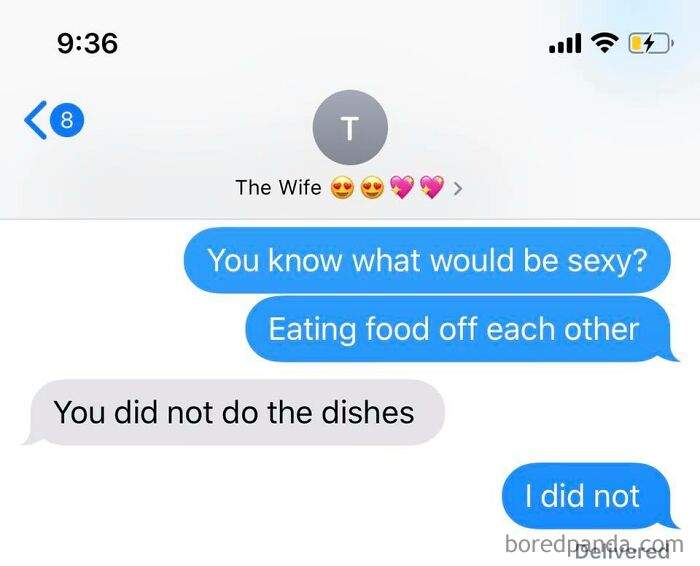 9:36
8
T
The Wife 😍😍💖💖 >
You know what would be sexy?
Eating food off each other
You did not do the dishes
I did not
boredpanda.com
Delivered